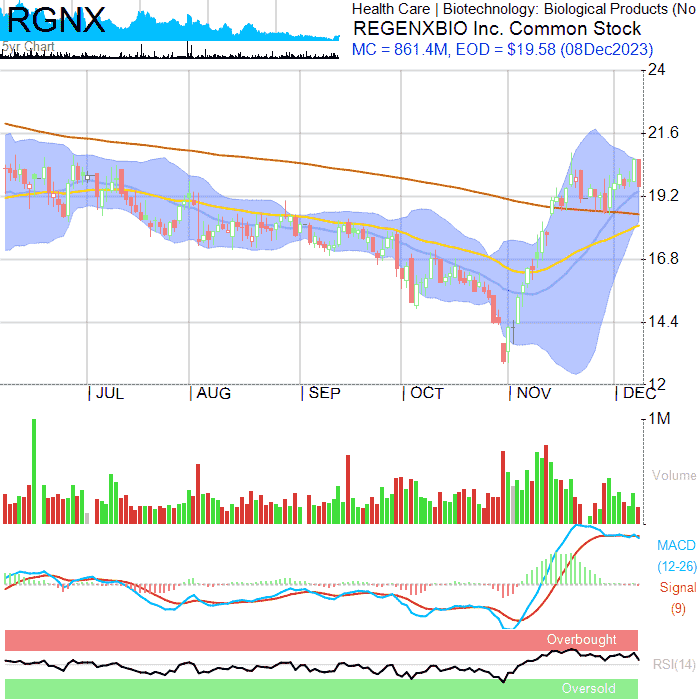 RGNX
5yr Chart
Health Care | Biotechnology: Biological Products (No
REGENXBIO Inc. Common Stock
MC = 861.4M, EOD = $19.58 (08Dec2023)
24
21.6
19.2
16.8
14.4
12
JUL AUG SEP OCT NOV DEC
1M
Volume
MACD
(12-26)
Signal
(9)
Overbought
RSI(14)
Oversold